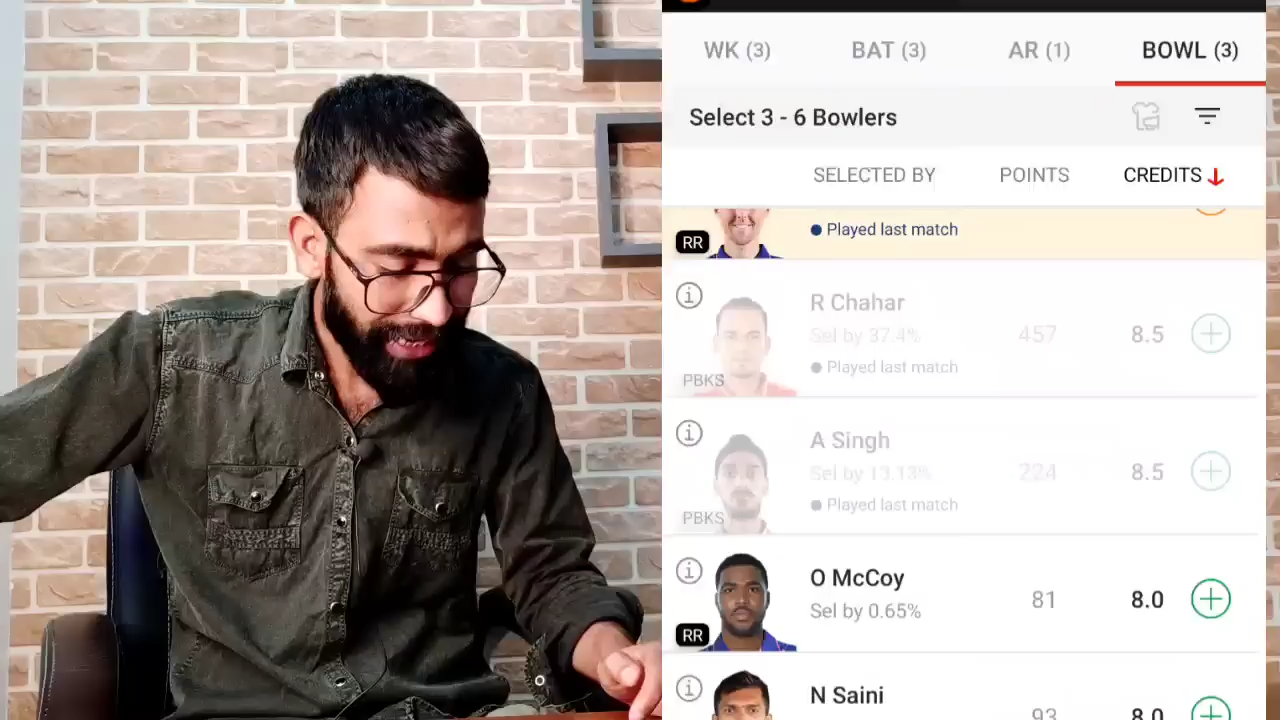 WK (3) BAT (3) AR (1) BOWL (3)
Select 3 - 6 Bowlers
SELECTED BY POINTS CREDITS
RR
Played last match
R Chahar
Sel by 37.4% 457 8.5
Played last match
PBKS
A Singh
Sel by 13.13% 224 8.5
Played last match
PBKS
O McCoy
Sel by 0.65% 81 8.0
RR
N Saini
93 8.0